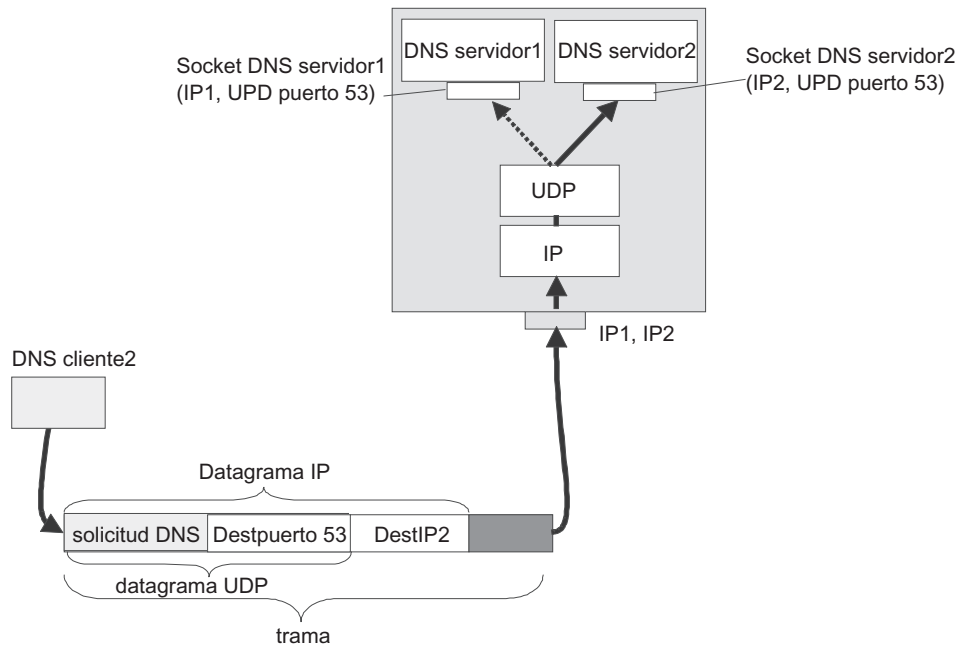 DNS servidor1
DNS servidor2
Socket DNS servidor1
(IP1, UPD puerto 53)
Socket DNS servidor2
(IP2, UPD puerto 53)
UDP
IP
IP1, IP2
DNS cliente2
Datagrama IP
solicitud DNS
Destpuerto 53
DestIP2
datagrama UDP
trama